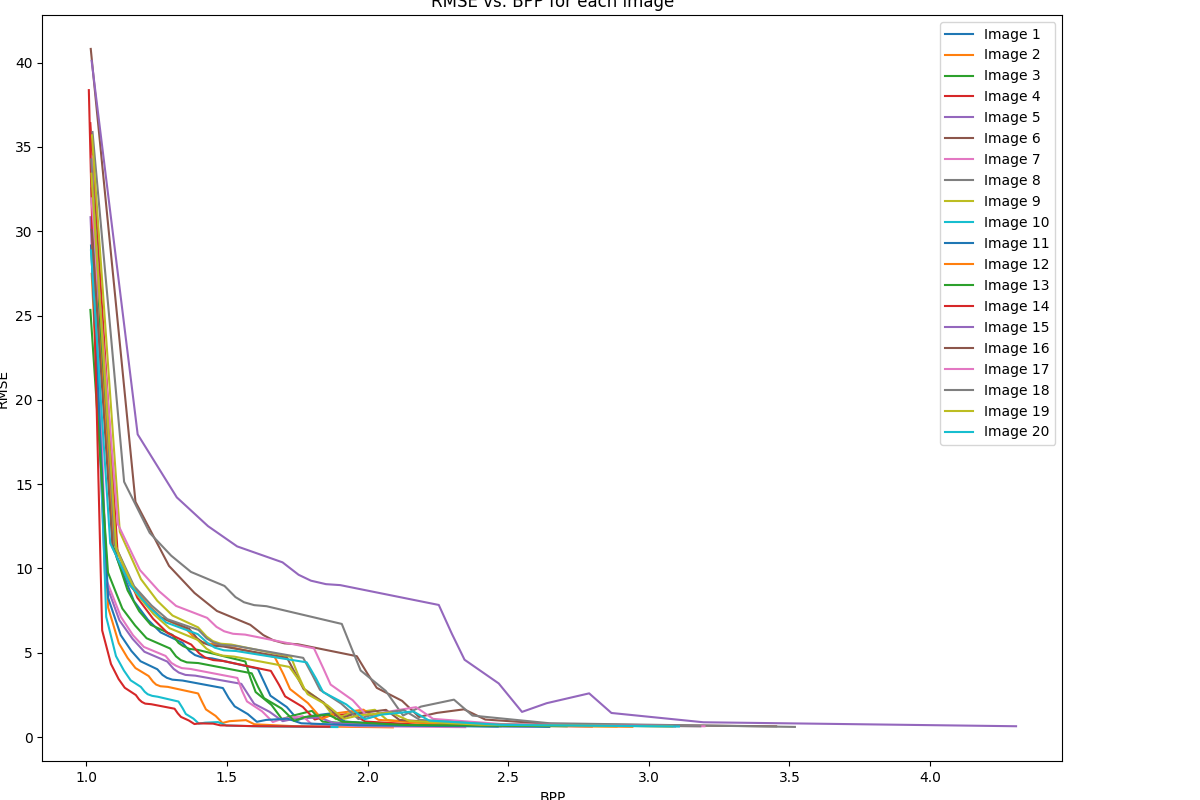 RMSE vs. BPP for each image
40
35
30
25
20
15
10
5
0
RMSE
1.0 1.5 2.0 2.5 3.0 3.5 4.0
BPP
Image 1
Image 2
Image 3
Image 4
Image 5
Image 6
Image 7
Image 8
Image 9
Image 10
Image 11
Image 12
Image 13
Image 14
Image 15
Image 16
Image 17
Image 18
Image 19
Image 20